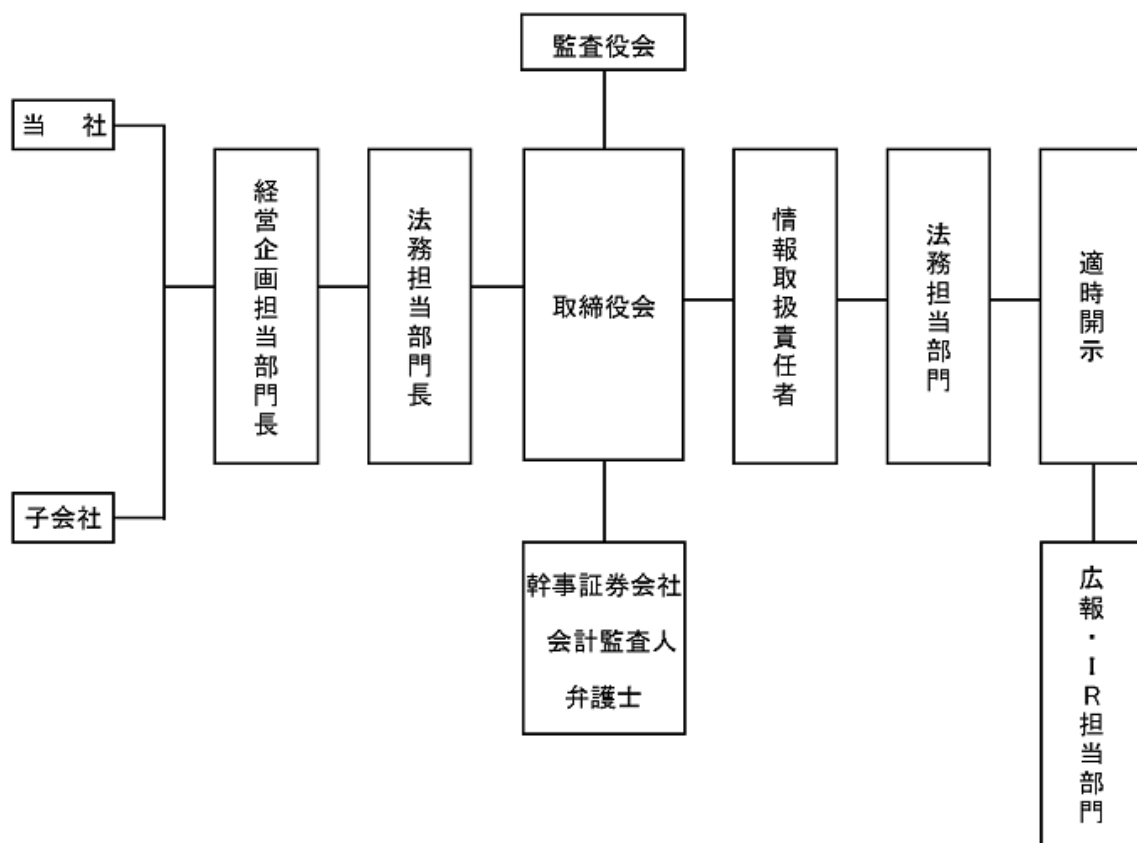 監査役会
当　社
経営企画担当部門長
法務担当部門長
取締役会
情報取扱責任者
法務担当部門
適時開示
子会社
幹事証券会社
会計監査人
弁護士
広報・ＩＲ担当部門